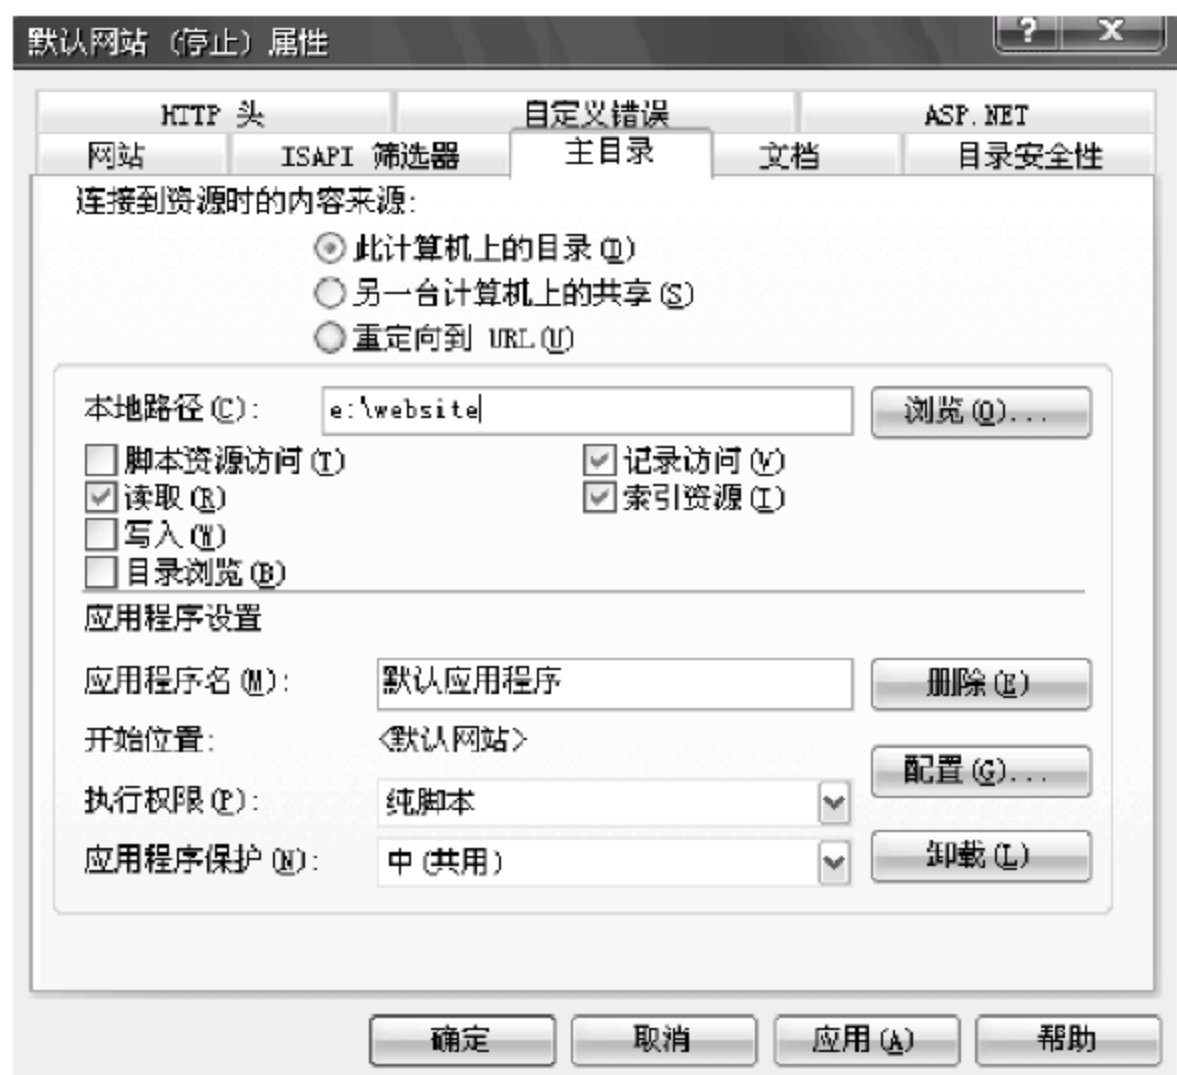 默认网站 (停止) 属性
? X
HTTP 头 自定义错误 ASP.NET
网站 ISAPI 筛选器 主目录 文档 目录安全性
连接到资源时的内容来源:
此计算机上的目录(D)
另一台计算机上的共享(S)
重定向到 URL(U)
本地路径(C): e:\website 浏览(O)...
脚本资源访问(T) 记录访问(V)
读取(R) 索引资源(I)
写入(W)
目录浏览(B)
应用程序设置
应用程序名(M): 默认应用程序 删除(E)
开始位置: <默认网站>
配置(G)...
执行权限(P): 纯脚本
应用程序保护(N): 中(共用) 卸载(L)
确定 取消 应用(A) 帮助